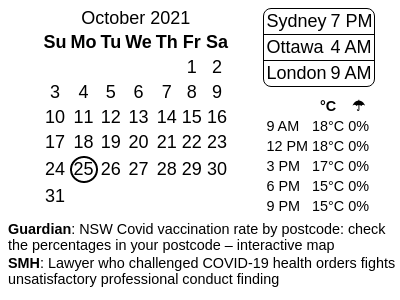 October 2021
Su Mo Tu We Th Fr Sa
1 2
3 4 5 6 7 8 9
10 11 12 13 14 15 16
17 18 19 20 21 22 23
24 25 26 27 28 29 30
31
Sydney 7 PM
Ottawa 4 AM
London 9 AM
°C ☂
9 AM 18°C 0%
12 PM 18°C 0%
3 PM 17°C 0%
6 PM 15°C 0%
9 PM 15°C 0%
Guardian: NSW Covid vaccination rate by postcode: check
the percentages in your postcode – interactive map
SMH: Lawyer who challenged COVID-19 health orders fights
unsatisfactory professional conduct finding